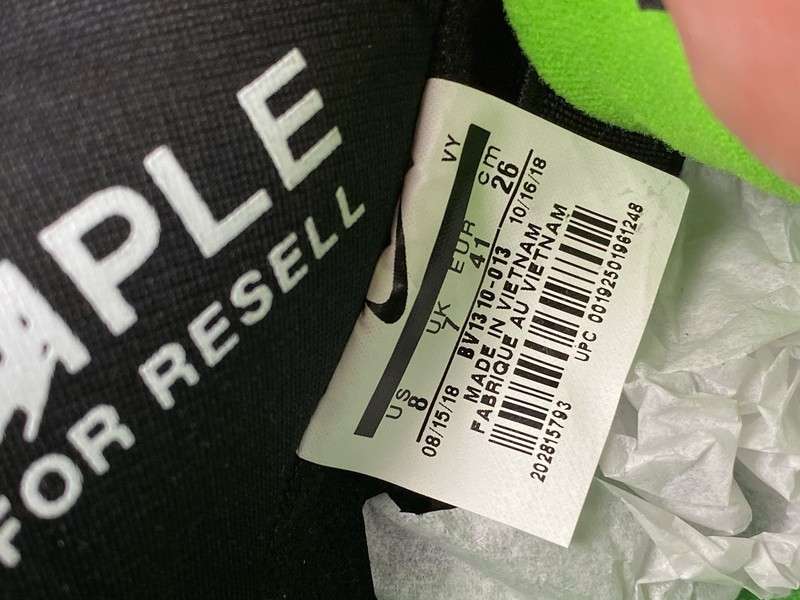 APLE
FOR RESELL
VY
US UK EUR cm
8 7 41 26
08/15/18 10/16/18
BV1310-013
MADE IN VIETNAM
FABRIQUE AU VIETNAM
202815793
UPC 00192501961248